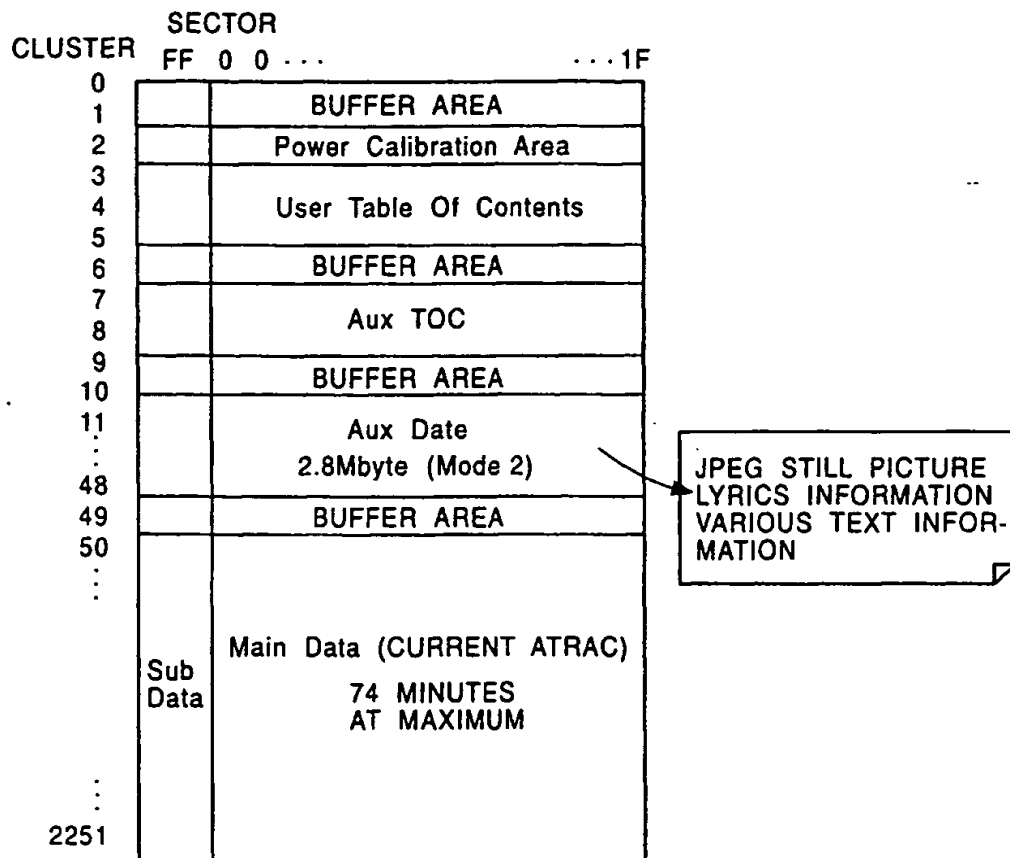 SECTOR
CLUSTER FF 0 0 ··· ···1F
0
1 BUFFER AREA
2 Power Calibration Area
3
4 User Table Of Contents
5
6 BUFFER AREA
7
8 Aux TOC
9
10 BUFFER AREA
11 Aux Date
:
48 2.8Mbyte (Mode 2)
49 BUFFER AREA
50
:
JPEG STILL PICTURE
LYRICS INFORMATION
VARIOUS TEXT INFOR-
MATION
Sub
Data
Main Data (CURRENT ATRAC)
74 MINUTES
AT MAXIMUM
:
2251